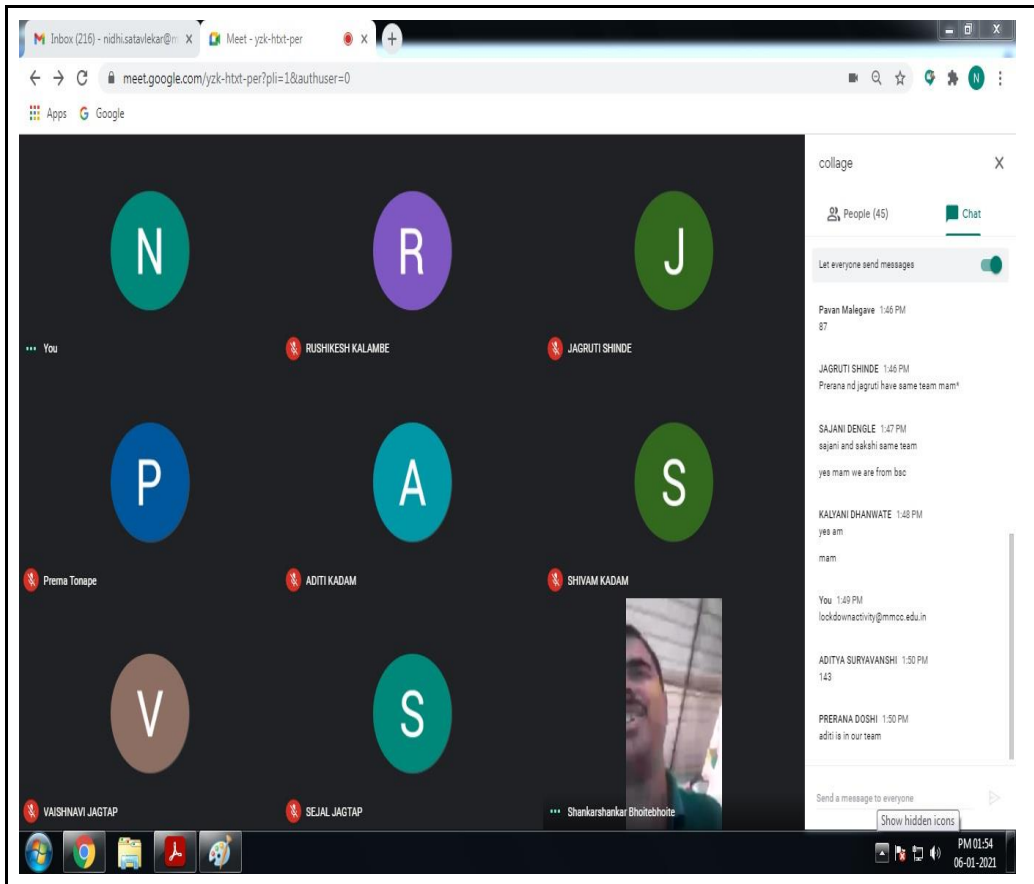 Inbox (216) - nidhi.satavlekar@m
Meet - yzk-htxt-per
meet.google.com/yzk-htxt-per?pli=1&authuser=0
N
Apps
G Google
N
You
R
RUSHIKESH KALAMBE
J
JAGRUTI SHINDE
P
Prerna Tonape
A
ADITI KADAM
S
SHIVAM KADAM
V
VAISHNAVI JAGTAP
S
SEJAL JAGTAP
Shankarshankar Bhoitebhoite
collage
People (45)
Chat
Let everyone send messages
Pavan Malegave 1:46 PM
87
JAGRUTI SHINDE 1:46 PM
Prerana nd jagruti have same team mam*
SAJANI DENGLE 1:47 PM
sajani and sakshi same team
yes mam we are from bsc
KALYANI DHANWATE 1:48 PM
yes am
mam
You 1:49 PM
lockdownactivity@mmcc.edu.in
ADITYA SURYAVANSHI 1:50 PM
143
PRERANA DOSHI 1:50 PM
aditi is in our team
Send a message to everyone
Show hidden icons
PM 01:54
06-01-2021